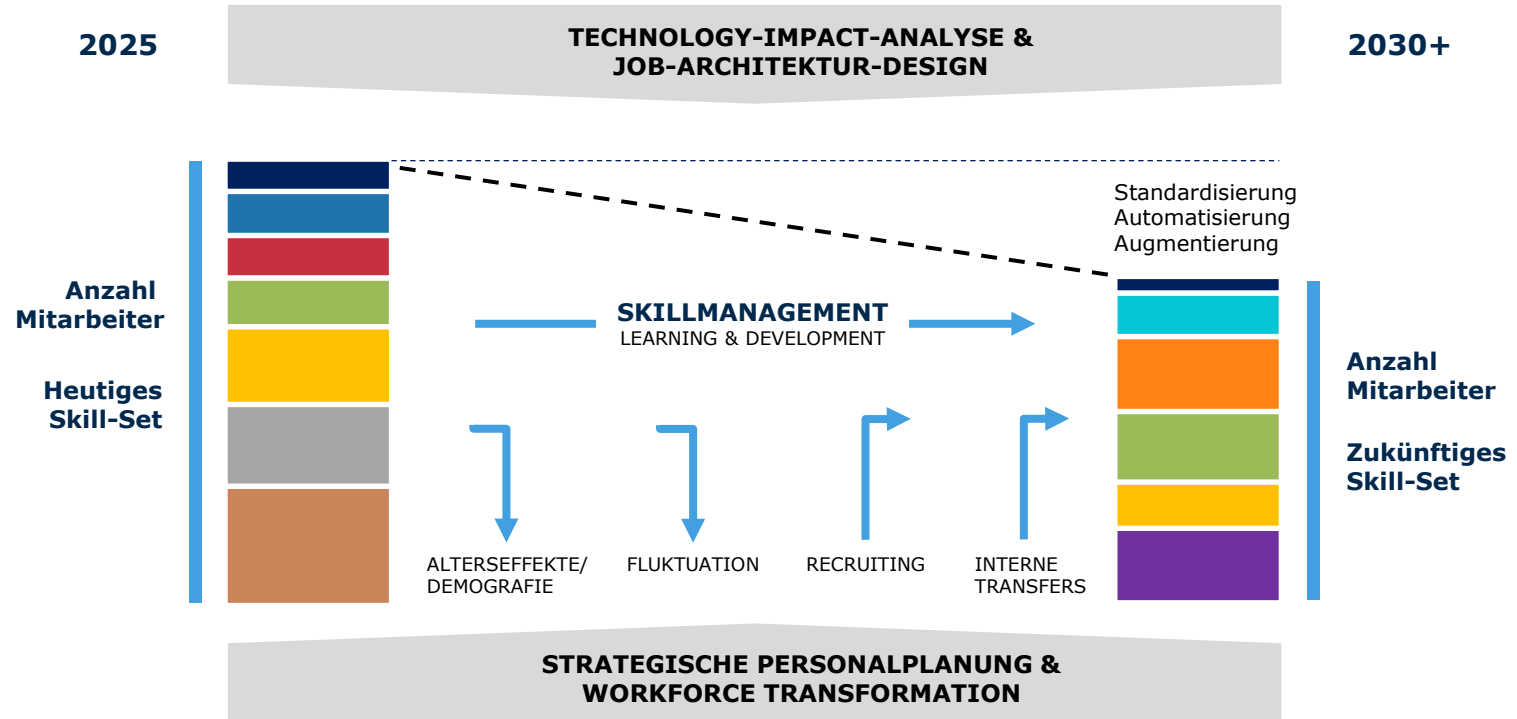 2025
TECHNOLOGY-IMPACT-ANALYSE &
JOB-ARCHITEKTUR-DESIGN
2030+
Standardisierung
Automatisierung
Augmentierung
Anzahl
Mitarbeiter
Heutiges
Skill-Set
SKILLMANAGEMENT
LEARNING & DEVELOPMENT
Anzahl
Mitarbeiter
Zukünftiges
Skill-Set
ALTERSEFFEKTE/
DEMOGRAFIE
FLUKTUATION
RECRUITING
INTERNE
TRANSFERS
STRATEGISCHE PERSONALPLANUNG &
WORKFORCE TRANSFORMATION